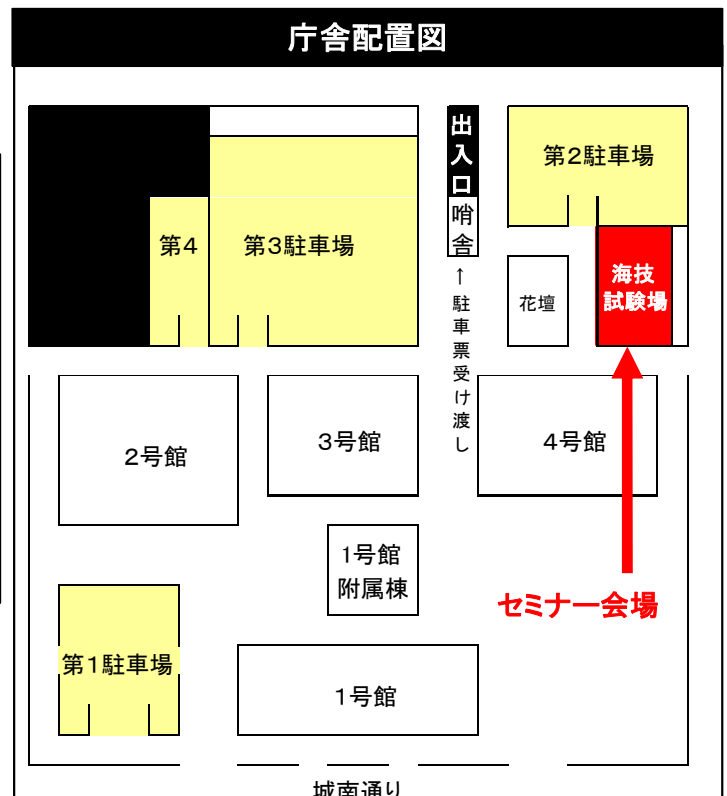 庁舎配置図
出入口
哨舎
↑駐車票受け渡し
第2駐車場
第4
第3駐車場
花壇
海技
試験場
2号館
3号館
4号館
1号館
附属棟
セミナー会場
第1駐車場
1号館
城南通り